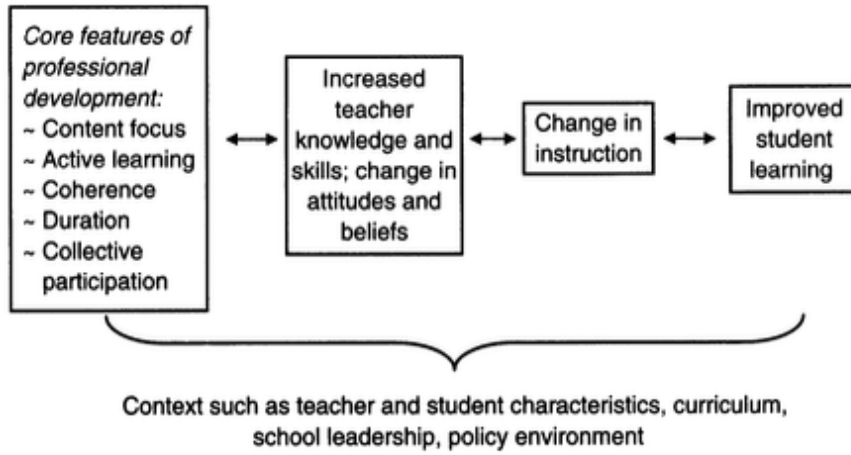 Core features of
professional
development:
~ Content focus
~ Active learning
~ Coherence
~ Duration
~ Collective
participation
Increased
teacher
knowledge and
skills; change in
attitudes and
beliefs
Change in
instruction
Improved
student
learning
Context such as teacher and student characteristics, curriculum,
school leadership, policy environment